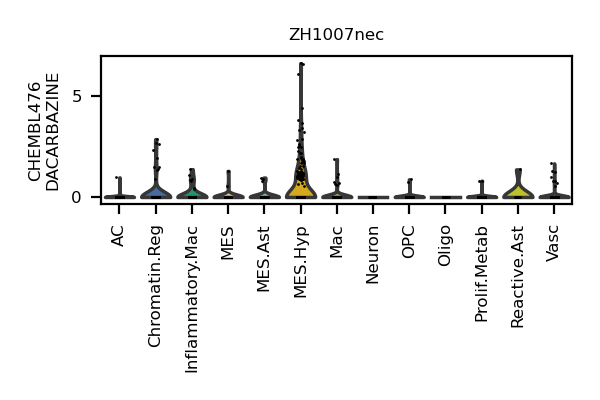 ZH1007nec
CHEMBL476
DACARBAZINE
5
0
AC
Chromatin.Reg
Inflammatory.Mac
MES
MES.Ast
MES.Hyp
Mac
Neuron
OPC
Oligo
Prolif.Metab
Reactive.Ast
Vasc